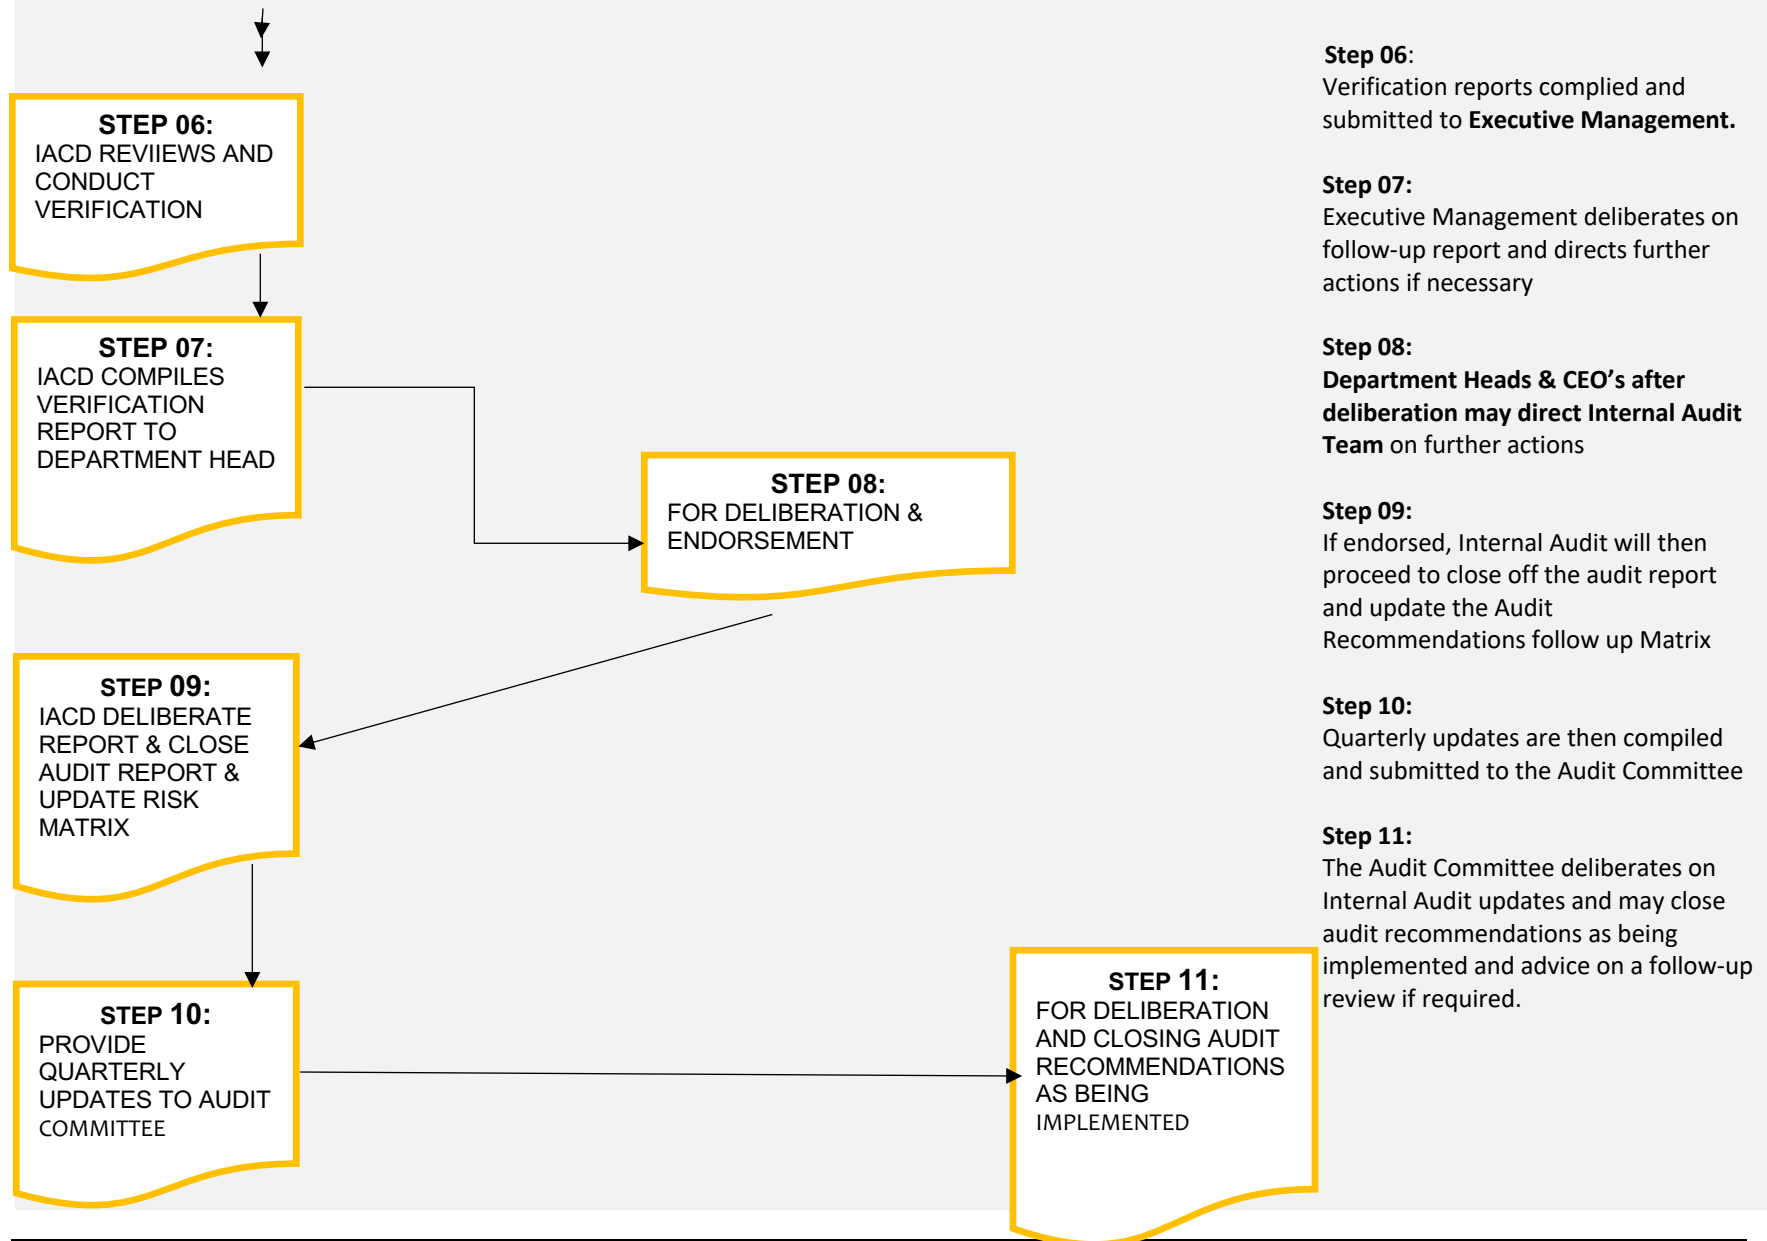 STEP 06:
IACD REVIIEWS AND
CONDUCT
VERIFICATION
STEP 07:
IACD COMPILES
VERIFICATION
REPORT TO
DEPARTMENT HEAD
STEP 08:
FOR DELIBERATION &
ENDORSEMENT
STEP 09:
IACD DELIBERATE
REPORT & CLOSE
AUDIT REPORT &
UPDATE RISK
MATRIX
STEP 10:
PROVIDE
QUARTERLY
UPDATES TO AUDIT
COMMITTEE
STEP 11:
FOR DELIBERATION
AND CLOSING AUDIT
RECOMMENDATIONS
AS BEING
IMPLEMENTED
Step 06:
Verification reports complied and
submitted to Executive Management.
Step 07:
Executive Management deliberates on
follow-up report and directs further
actions if necessary
Step 08:
Department Heads & CEO’s after
deliberation may direct Internal Audit
Team on further actions
Step 09:
If endorsed, Internal Audit will then
proceed to close off the audit report
and update the Audit
Recommendations follow up Matrix
Step 10:
Quarterly updates are then compiled
and submitted to the Audit Committee
Step 11:
The Audit Committee deliberates on
Internal Audit updates and may close
audit recommendations as being
implemented and advice on a follow-up
review if required.